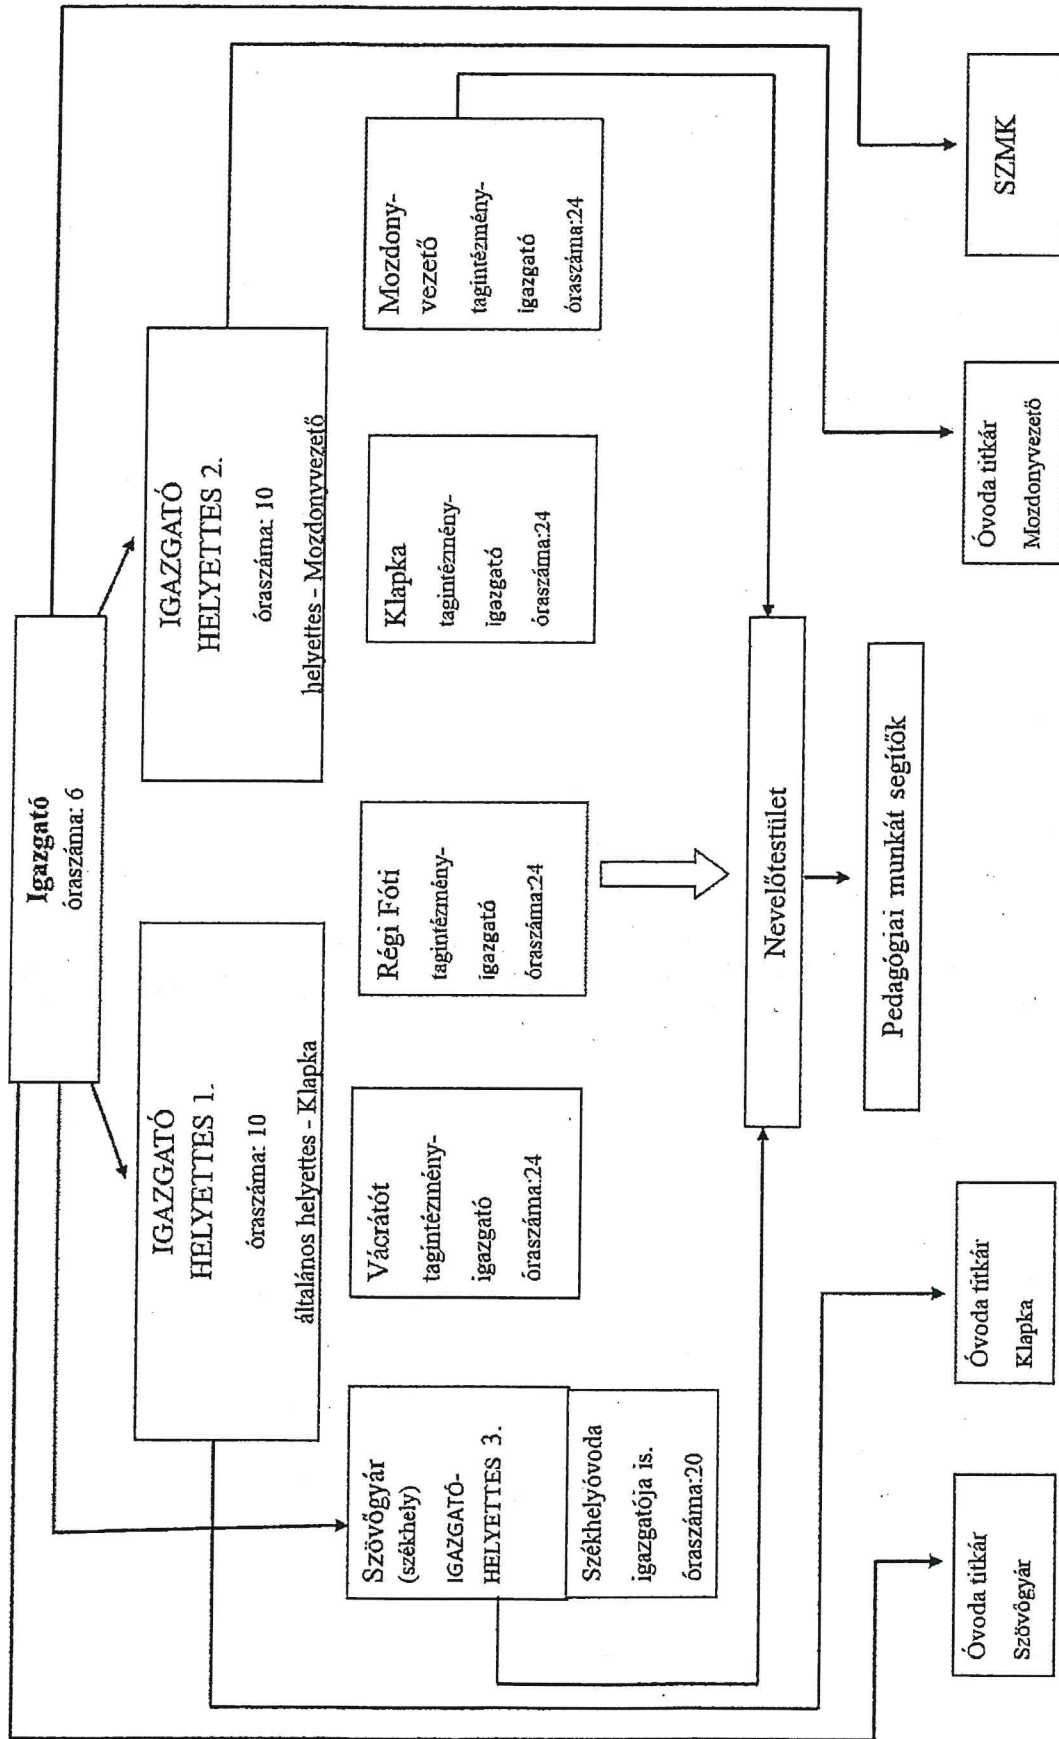 Igazgató
óraszáma: 6
IGAZGATÓ
HELYETTES 1.
óraszáma: 10
általános helyettes - Klapka
IGAZGATÓ
HELYETTES 2.
óraszáma: 10
helyettes - Mozdonyvezető
Szövőgyár
(székhely)
IGAZGATÓ-
HELYETTES 3.
Székhelyóvoda
igazgatója is.
óraszáma:20
Vácrátót
tagintézmény-
igazgató
óraszáma:24
Régi Fóti
tagintézmény-
igazgató
óraszáma:24
Klapka
tagintézmény-
igazgató
óraszáma:24
Mozdony-
vezető
tagintézmény-
igazgató
óraszáma:24
Nevelőtestület
Pedagógiai munkát segítők
Óvoda titkár
Szövőgyár
Óvoda titkár
Klapka
Óvoda titkár
Mozdonyvezető
SZMK